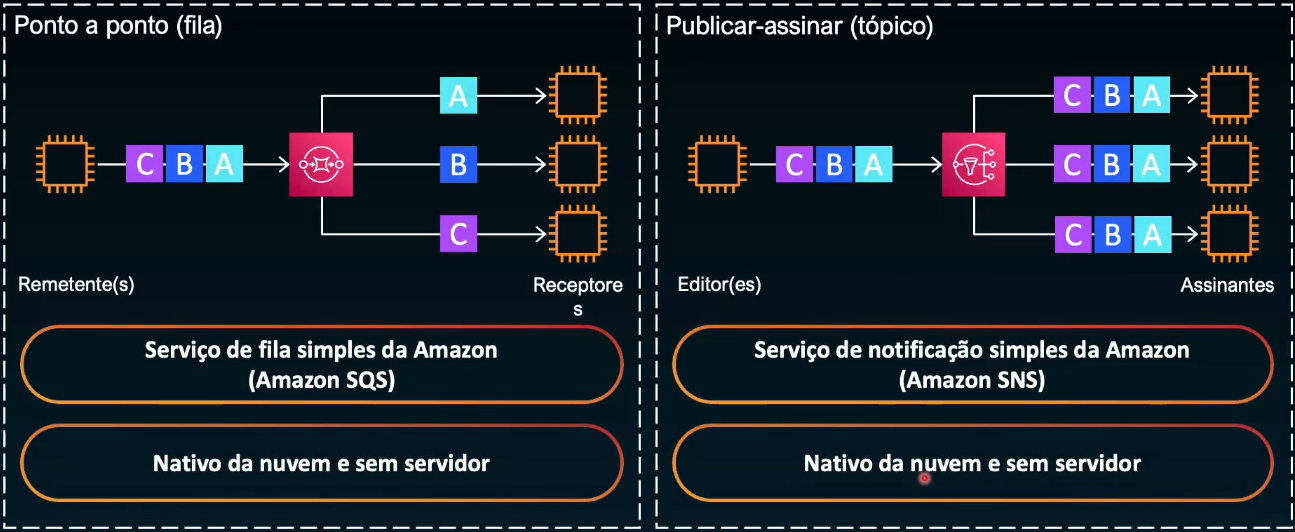 Ponto a ponto (fila)
A
C B A
B
C
Remetente(s)
Receptore
s
Serviço de fila simples da Amazon
(Amazon SQS)
Nativo da nuvem e sem servidor
Publicar-assinar (tópico)
C B A
C B A
C B A
C B A
Editor(es)
Assinantes
Serviço de notificação simples da Amazon
(Amazon SNS)
Nativo da nuvem e sem servidor